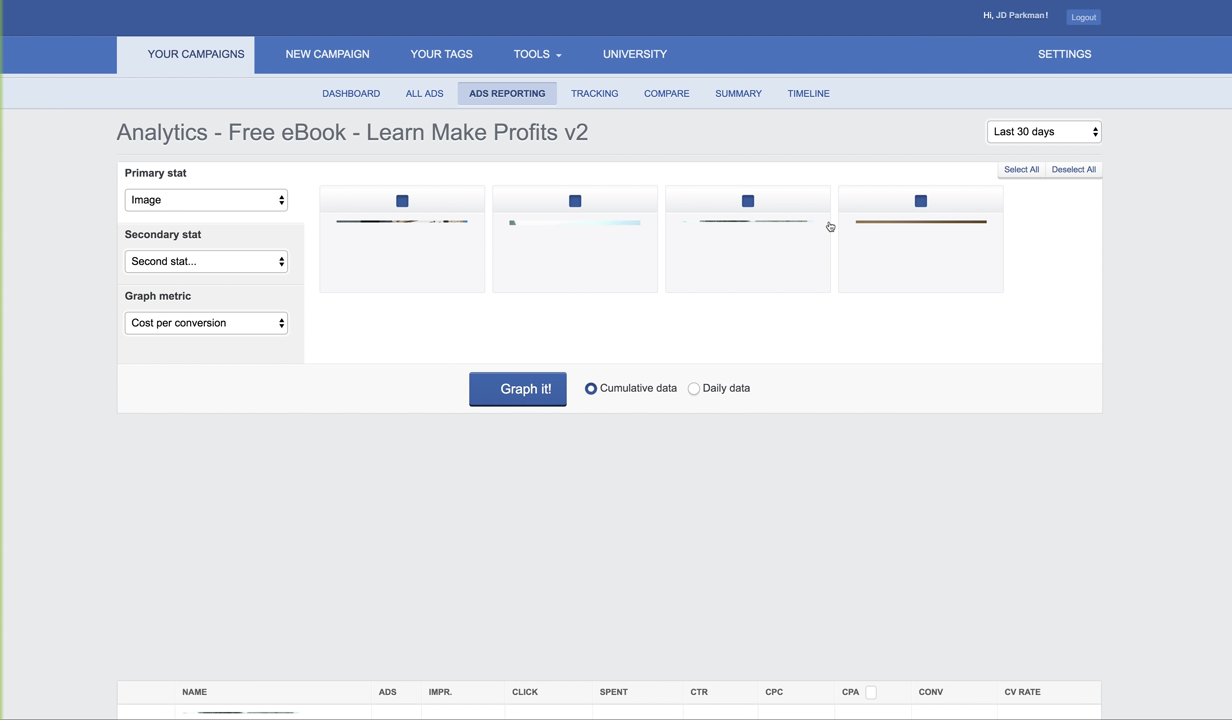 Hi, JD Parkman!
Logout
YOUR CAMPAIGNS NEW CAMPAIGN YOUR TAGS TOOLS UNIVERSITY SETTINGS
DASHBOARD ALL ADS ADS REPORTING TRACKING COMPARE SUMMARY TIMELINE
Analytics - Free eBook - Learn Make Profits v2
Last 30 days
Select All Deselect All
Primary stat
Image
Secondary stat
Second stat...
Graph metric
Cost per conversion
Graph it! Cumulative data Daily data
NAME ADS IMPR. CLICK SPENT CTR CPC CPA CONV CV RATE